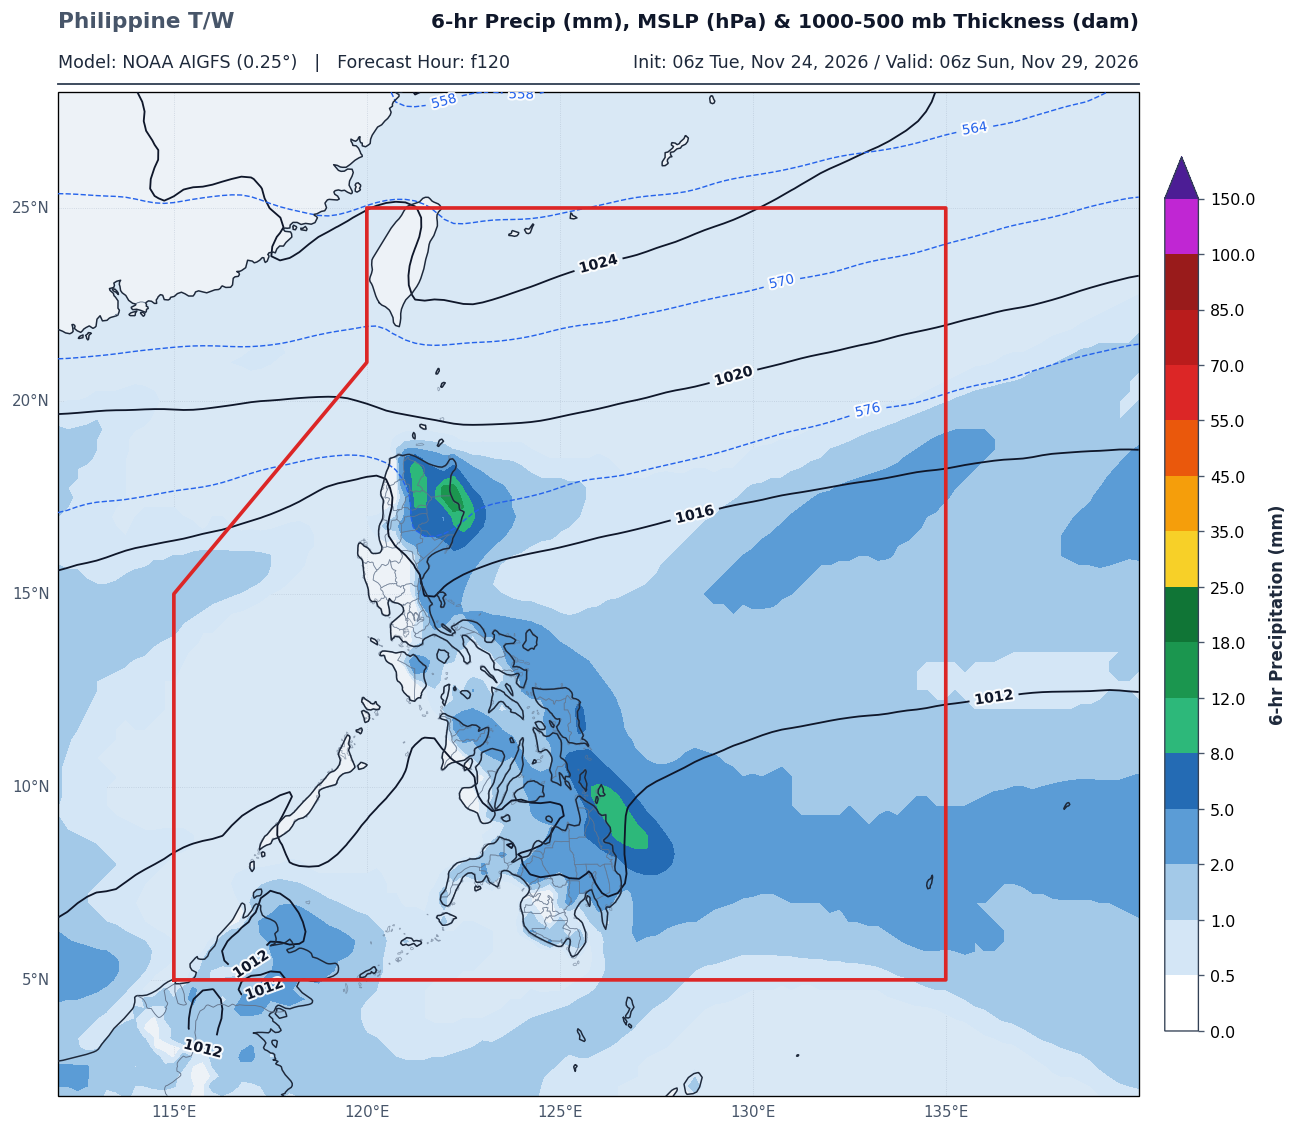 Philippine T/W
6-hr Precip (mm), MSLP (hPa) & 1000-500 mb Thickness (dam)
Model: NOAA AIGFS (0.25°) | Forecast Hour: f120
Init: 06z Tue, Nov 24, 2026 / Valid: 06z Sun, Nov 29, 2026
558
558
564
25°N
1024
570
1020
20°N
576
1016
15°N
1012
10°N
1012
5°N
1012
1012
115°E
120°E
125°E
130°E
135°E
150.0
100.0
85.0
70.0
55.0
45.0
35.0
25.0
18.0
12.0
8.0
5.0
2.0
1.0
0.5
0.0
6-hr Precipitation (mm)